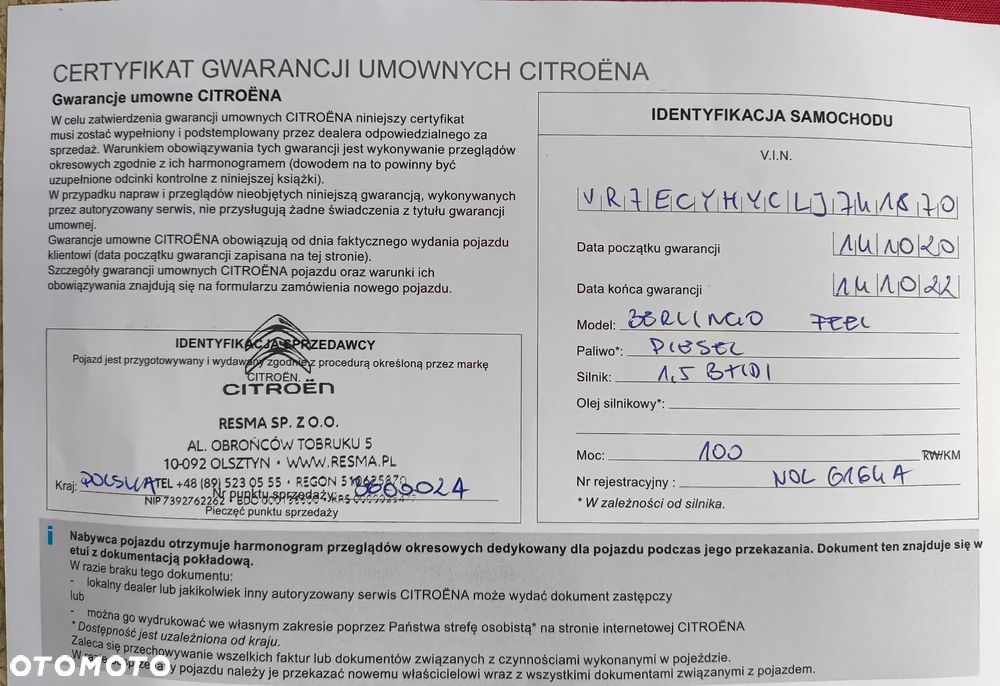 CERTYFIKAT GWARANCJI UMOWNYCH CITROËNA
Gwarancje umowne CITROËNA
W celu zatwierdzenia gwarancji umownych CITROËNA niniejszy certyfikat
musi zostać wypełniony i podstemplowany przez dealera odpowiedzialnego za
sprzedaż. Warunkiem obowiązywania tych gwarancji jest wykonywanie przeglądów
okresowych zgodnie z ich harmonogramem (dowodem na to powinny być
uzupełnione odcinki kontrolne z niniejszej książki).
W przypadku napraw i przeglądów nieobjętych niniejszą gwarancją, wykonywanych
przez autoryzowany serwis, nie przysługują żadne świadczenia z tytułu gwarancji
umownej.
Gwarancje umowne CITROËNA obowiązują od dnia faktycznego wydania pojazdu
klientowi (data początku gwarancji zapisana na tej stronie).
Szczegóły gwarancji umownych CITROËNA pojazdu oraz warunki ich
obowiązywania znajdują się na formularzu zamówienia nowego pojazdu.
IDENTYFIKACJA SPRZEDAWCY
Pojazd jest przygotowywany i wydawany zgodnie z procedurą określoną przez markę
CITROËN.
CITROËN
RESMA SP. Z O.O.
AL. OBROŃCÓW TOBRUKU 5
10-092 OLSZTYN • WWW.RESMA.PL
Kraj: POLSKA TEL +48 (89) 523 05 55 • REGON
Nr punktu sprzedaży
NIP 7392762262 • BDO
Pieczęć punktu sprzedaży
IDENTYFIKACJA SAMOCHODU
V.I.N.
VR7ECYHYCLJ741870
Data początku gwarancji 141020
Data końca gwarancji 141022
Model: BERLINGO FEEL
Paliwo*: DIESEL
Silnik: 1,5 BHDI
Olej silnikowy*:
Moc: 100 KW/KM
Nr rejestracyjny : NOL
* W zależności od silnika.
i Nabywca pojazdu otrzymuje harmonogram przeglądów okresowych dedykowany dla pojazdu podczas jego przekazania. Dokument ten znajduje się w
etui z dokumentacją pokładową.
W razie braku tego dokumentu:
- lokalny dealer lub jakikolwiek inny autoryzowany serwis CITROËNA może wydać dokument zastępczy
lub
- można go wydrukować we własnym zakresie poprzez Państwa strefę osobistą* na stronie internetowej CITROËNA
* Dostępność jest uzależniona od kraju.
Zaleca się przechowywanie wszelkich faktur lub dokumentów związanych z czynnościami wykonanymi w pojeździe.
W razie sprzedaży pojazdu należy je przekazać nowemu właścicielowi wraz z wszystkimi dokumentami związanymi z pojazdem.
OTOMOTO